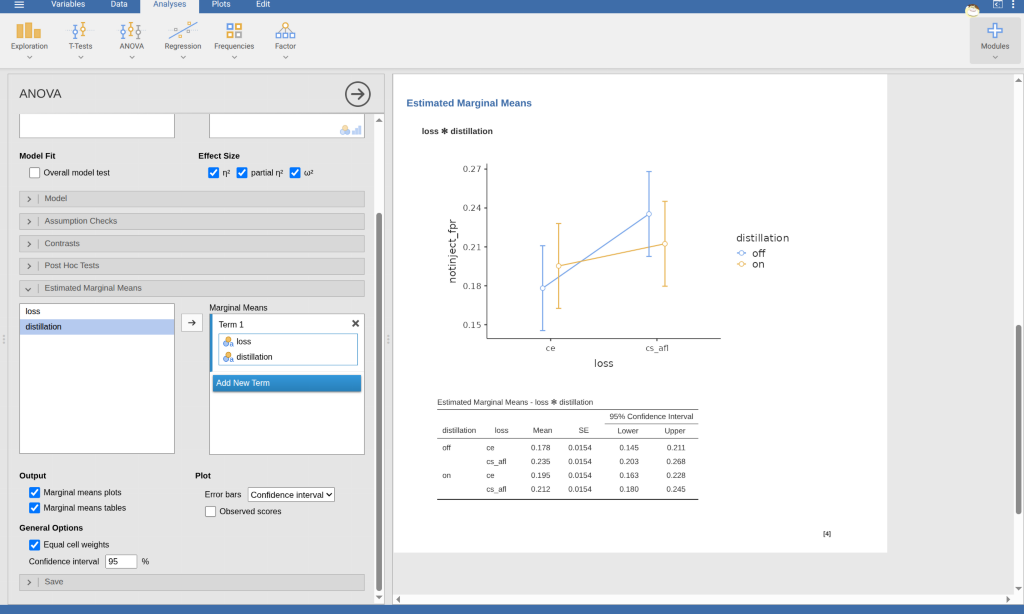 Variables Data Analyses Plots Edit
Exploration T-Tests ANOVA Regression Frequencies Factor Modules
ANOVA
Model Fit Effect Size
Overall model test η² partial η² ω²
Model
Assumption Checks
Contrasts
Post Hoc Tests
Estimated Marginal Means
loss
distillation
Marginal Means
Term 1
loss
distillation
Add New Term
Output Plot
Marginal means plots
Marginal means tables
Error bars Confidence interval
Observed scores
General Options
Equal cell weights
Confidence interval 95 %
Save
Estimated Marginal Means
loss ✻ distillation
0.27
0.24
0.21
0.18
0.15
notinject_fpr
ce cs_afl
loss
distillation
off
on
Estimated Marginal Means - loss ✻ distillation
95% Confidence Interval
distillation loss Mean SE Lower Upper
off ce 0.178 0.0154 0.145 0.211
cs_afl 0.235 0.0154 0.203 0.268
on ce 0.195 0.0154 0.163 0.228
cs_afl 0.212 0.0154 0.180 0.245
[4]